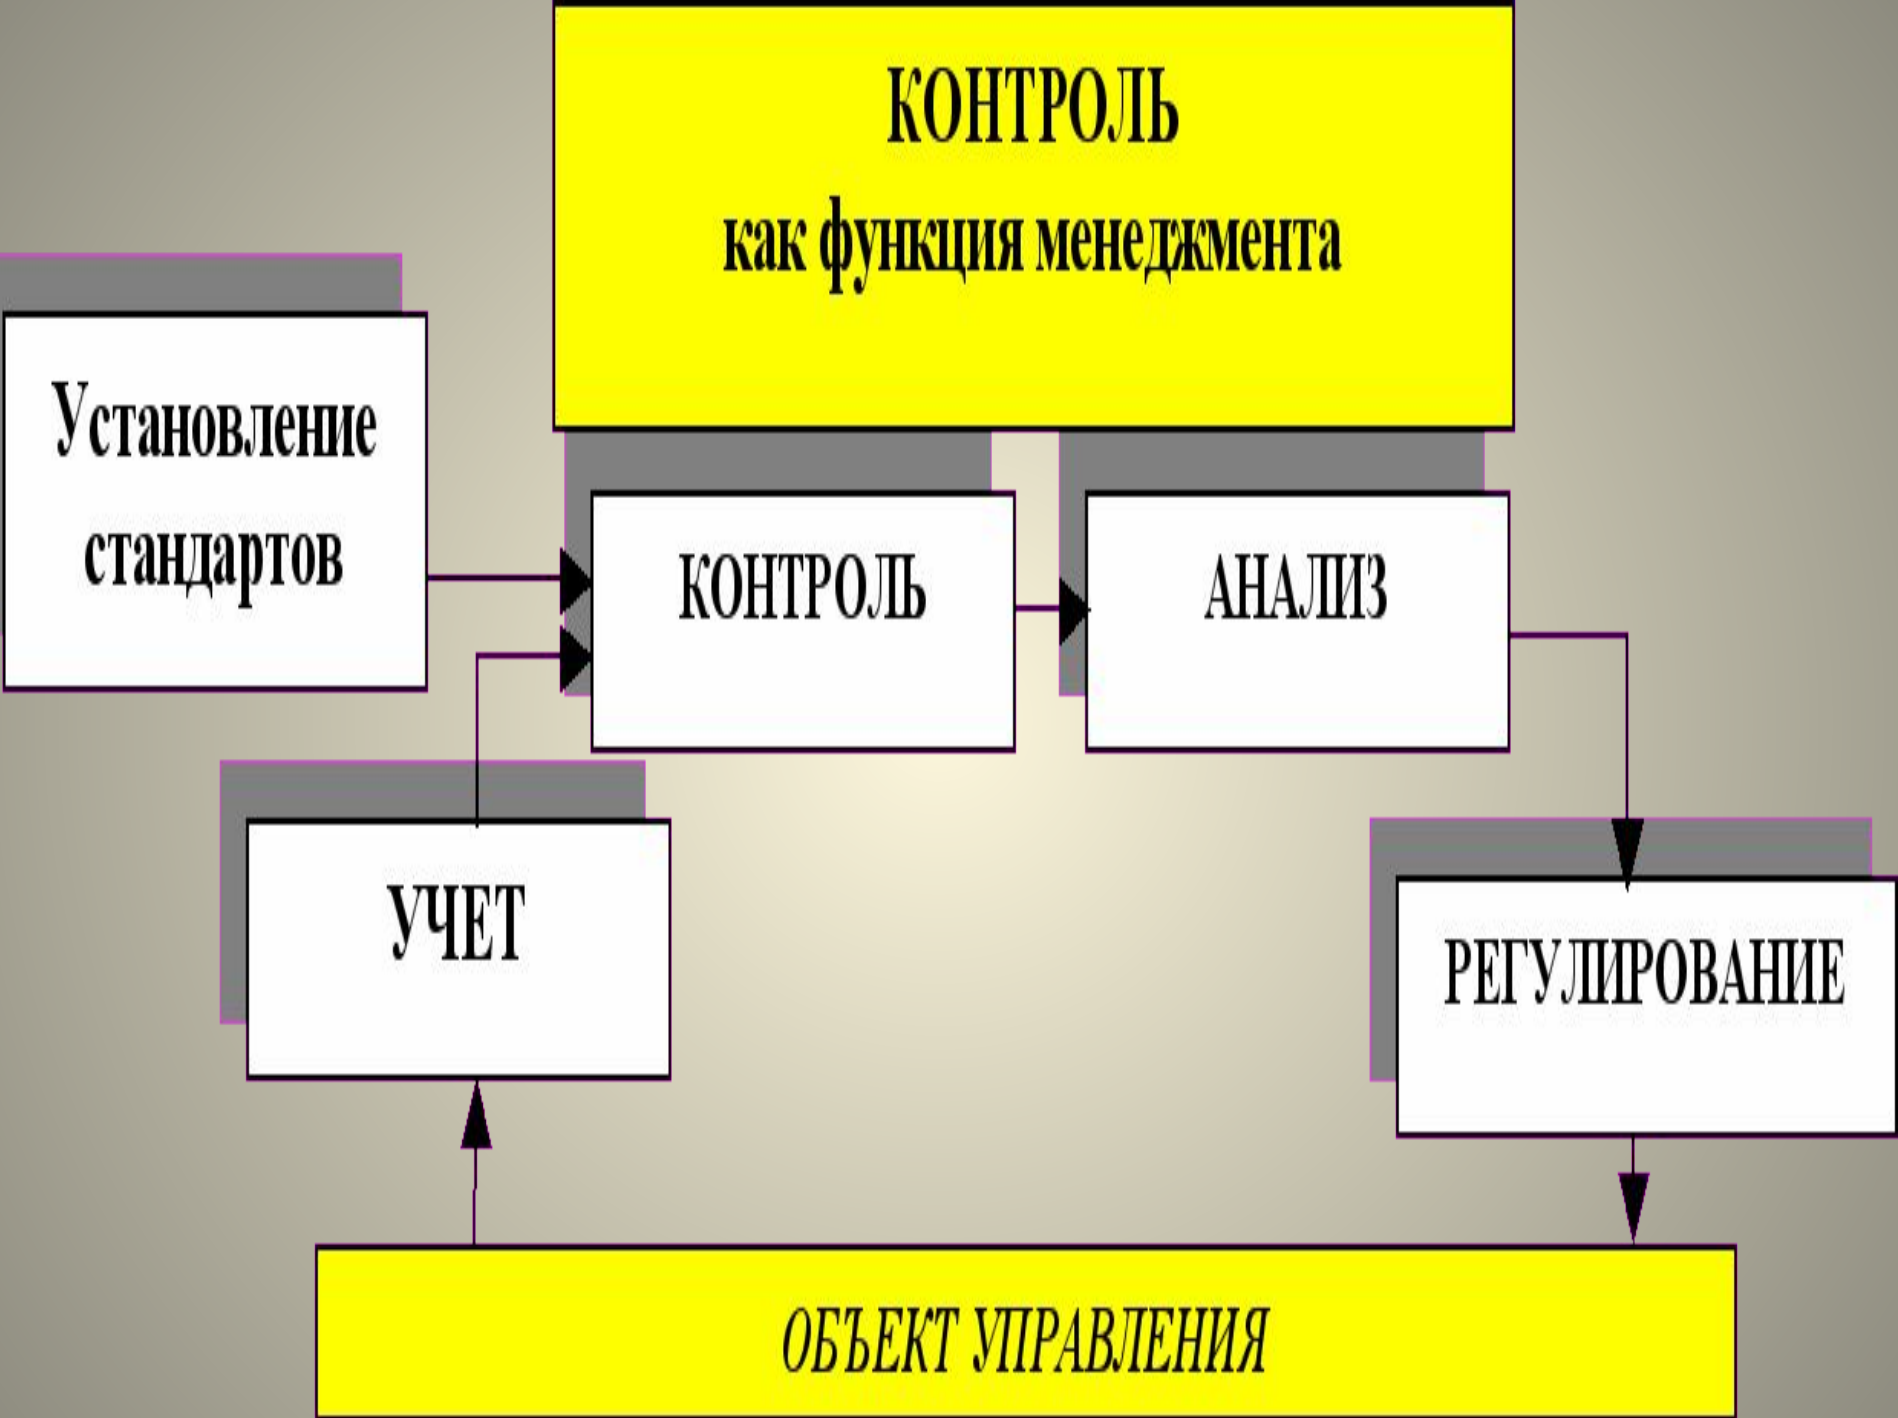 КОНТРОЛЬ
как функция менеджмента
Установление
стандартов
КОНТРОЛЬ
АНАЛИЗ
УЧЕТ
РЕГУЛИРОВАНИЕ
ОБЪЕКТ УПРАВЛЕНИЯ